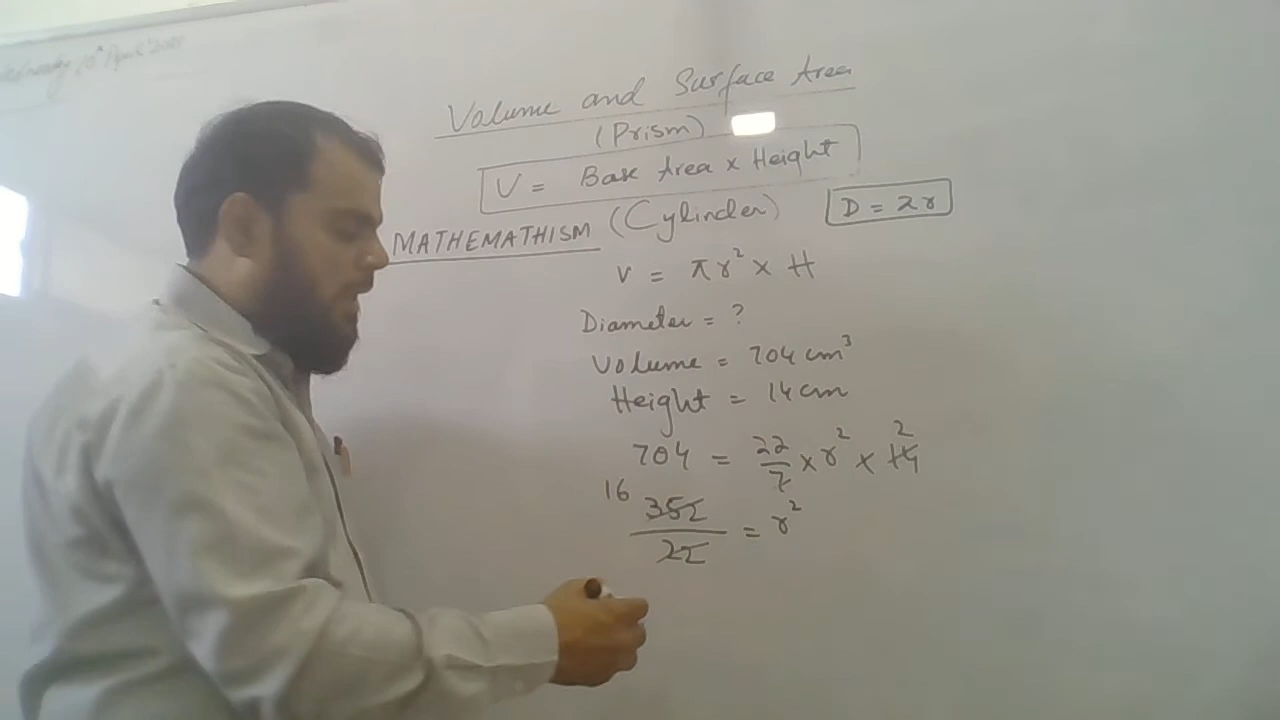 Volume and Surface Area
(Prism)
V = Base Area x Height
MATHEMATHISM (Cylinder) D = 2r
V = πr² x H
Diameter = ?
Volume = 704 cm³
Height = 14 cm
704 = 22/7 x r² x 14 2
16 352/22 = r²